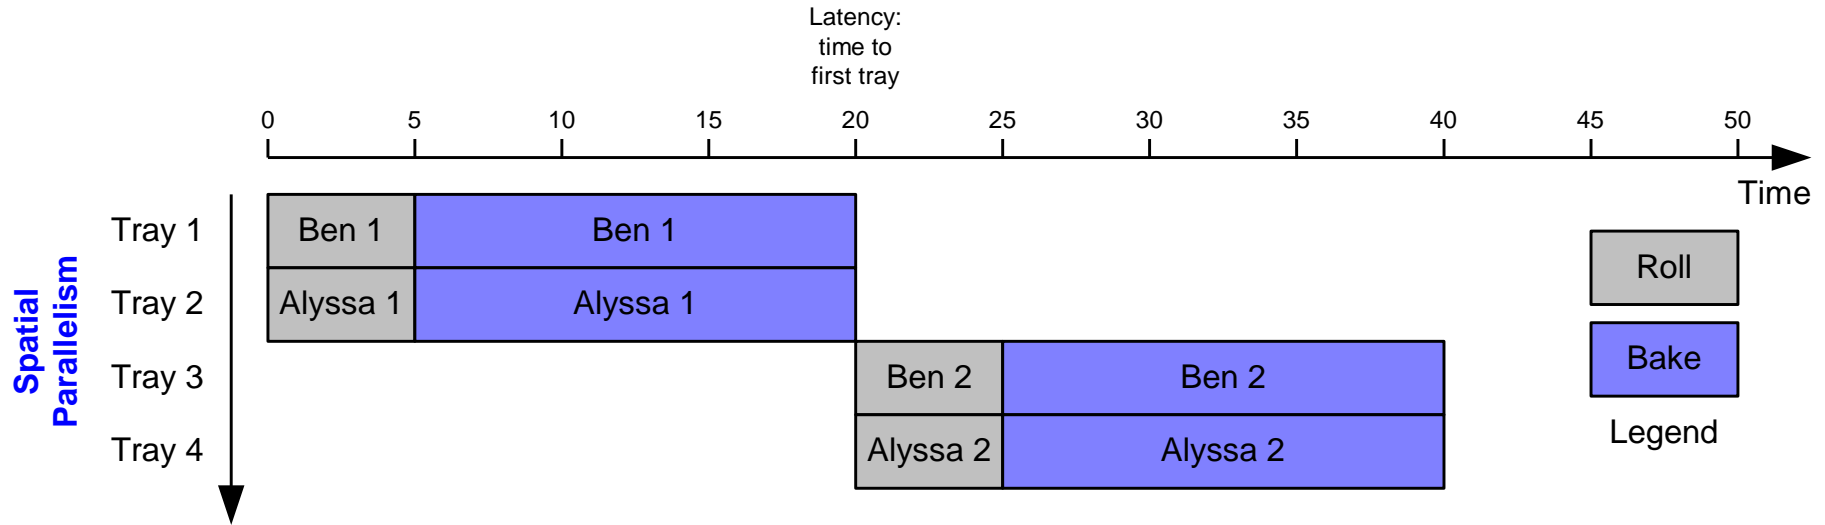 Latency:
time to
first tray
0 5 10 15 20 25 30 35 40 45 50
Time
Spatial
Parallelism
Tray 1 Ben 1 Ben 1
Tray 2 Alyssa 1 Alyssa 1
Tray 3 Ben 2 Ben 2
Tray 4 Alyssa 2 Alyssa 2
Roll
Bake
Legend